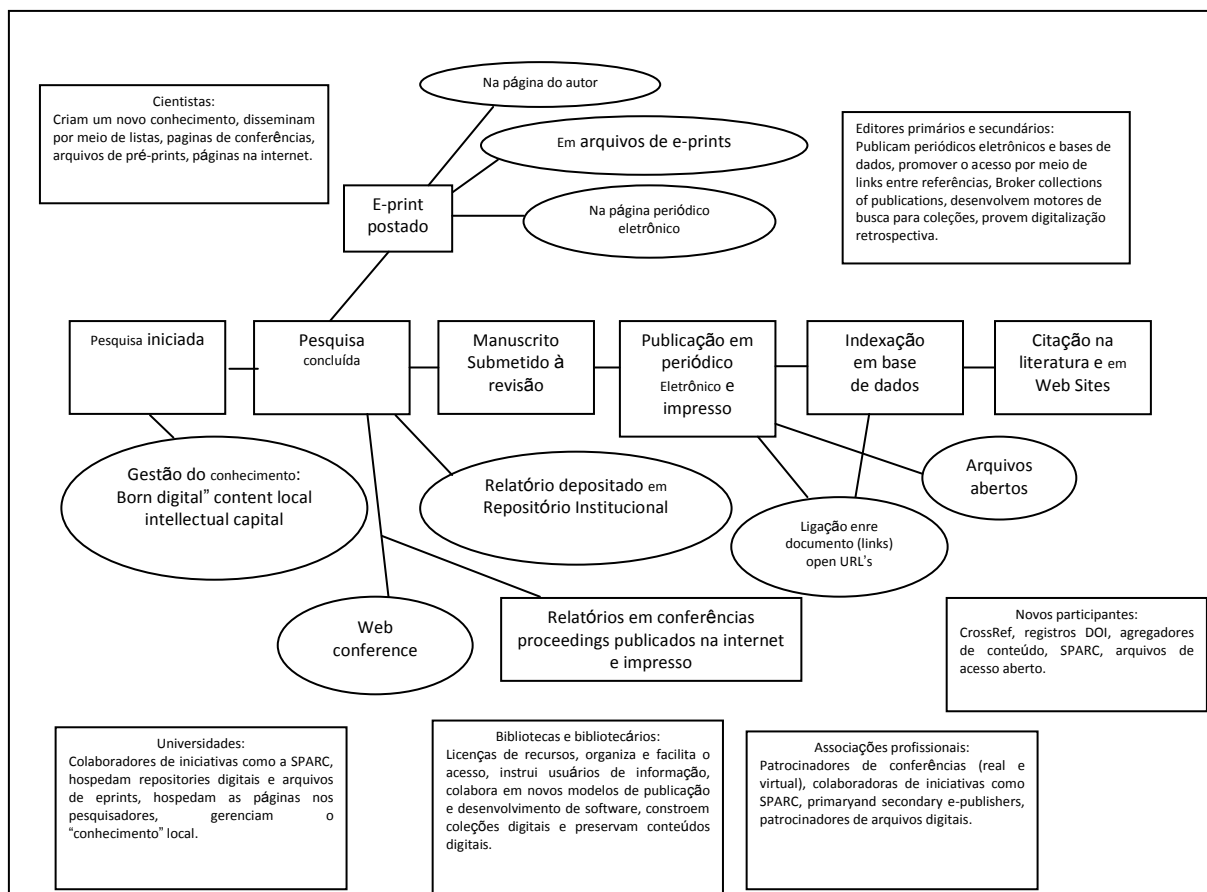 Na página do autor
Cientistas:
Criam um novo conhecimento, disseminam
por meio de listas, paginas de conferências,
arquivos de pré-prints, páginas na internet.
Em arquivos de e-prints
Editores primários e secundários:
Publicam periódicos eletrônicos e bases de
dados, promover o acesso por meio de
links entre referências, Broker collections
of publications, desenvolvem motores de
busca para coleções, provem digitalização
retrospectiva.
E-print
postado
Na página periódico
eletrônico
Pesquisa iniciada
Pesquisa
concluída
Manuscrito
Submetido à
revisão
Publicação em
periódico
Eletrônico e
impresso
Indexação
em base
de dados
Citação na
literatura e em
Web Sites
Gestão do conhecimento:
Born digital” content local
intellectual capital
Relatório depositado em
Repositório Institucional
Arquivos
abertos
Ligação enre
documento (links)
open URL’s
Web
conference
Relatórios em conferências
proceedings publicados na internet
e impresso
Novos participantes:
CrossRef, registros DOI, agregadores
de conteúdo, SPARC, arquivos de
acesso aberto.
Universidades:
Colaboradores de iniciativas como a SPARC,
hospedam repositories digitais e arquivos
de eprints, hospedam as páginas nos
pesquisadores, gerenciam o
“conhecimento” local.
Bibliotecas e bibliotecários:
Licenças de recursos, organiza e facilita o
acesso, instrui usuários de informação,
colabora em novos modelos de publicação
e desenvolvimento de software, constroem
coleções digitais e preservam conteúdos
digitais.
Associações profissionais:
Patrocinadores de conferências (real e
virtual), colaboradoras de iniciativas como
SPARC, primaryand secondary e-publishers,
patrocinadores de arquivos digitais.